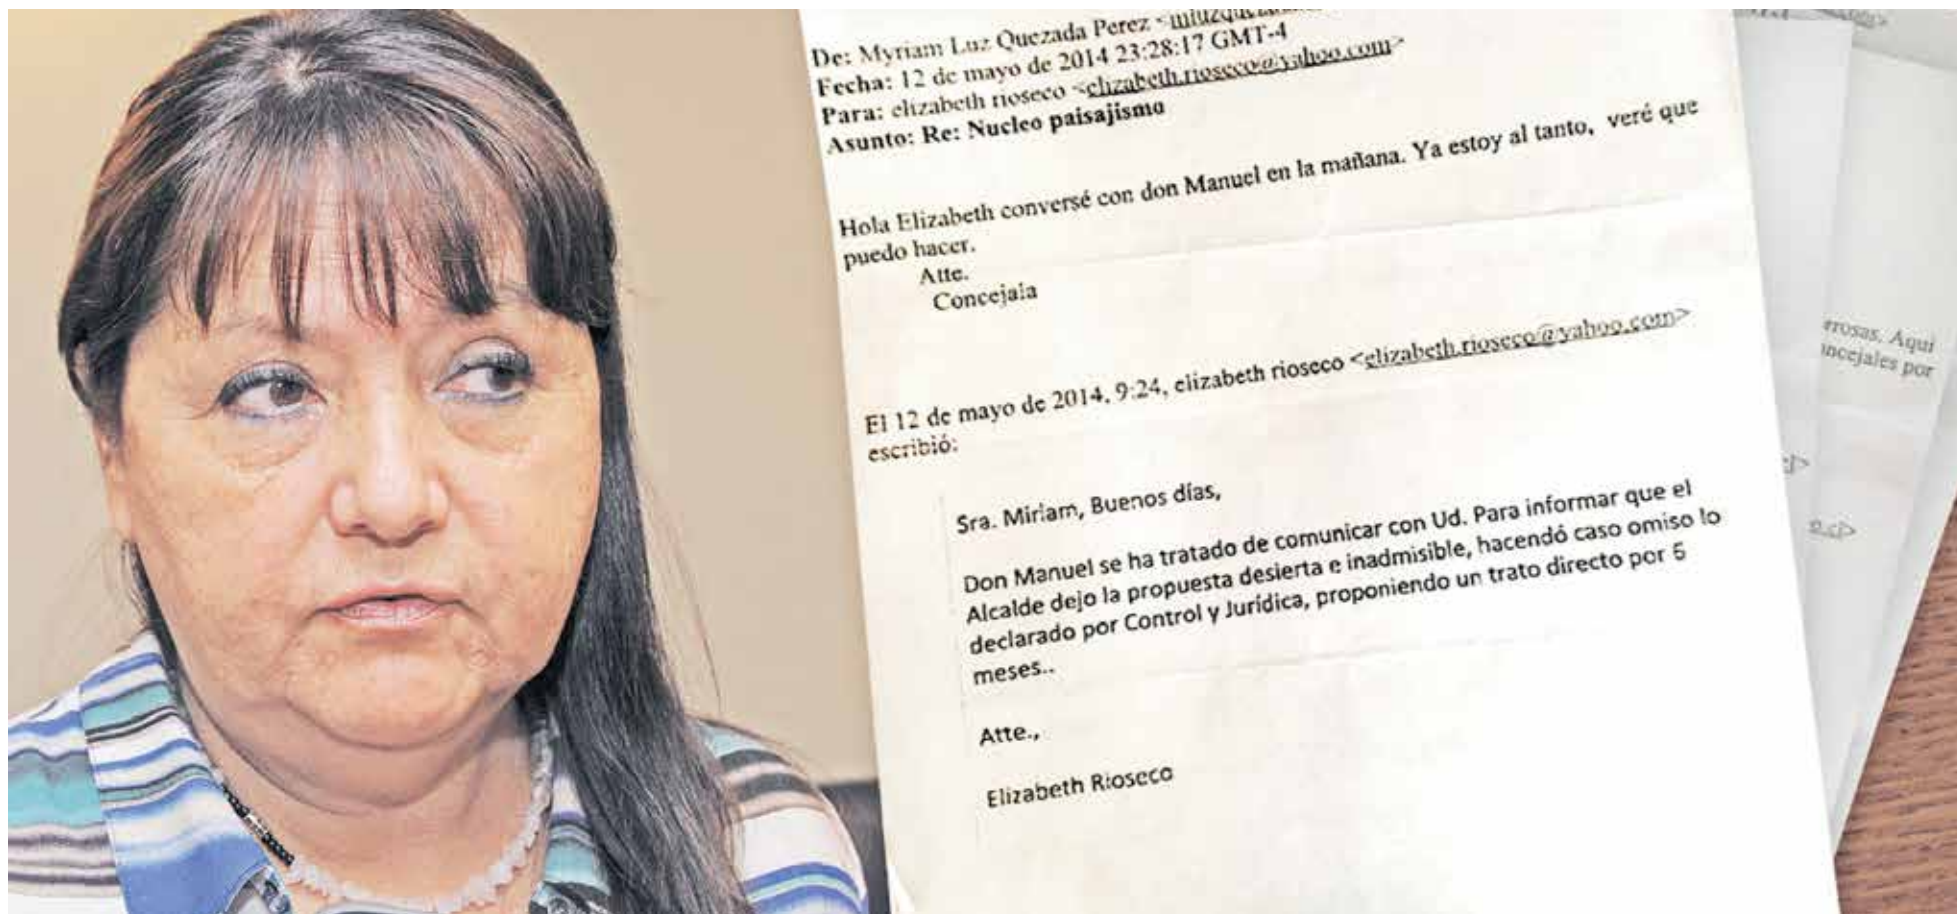 De: Myriam Luz Quezada Perez
Fecha: 12 de mayo de 2014 23:28:17 GMT-4
Para: elizabeth rioseco <elizabeth.rioseco@yahoo.com>
Asunto: Re: Nucleo paisajismo
Hola Elizabeth conversé con don Manuel en la mañana. Ya estoy al tanto, veré que
puedo hacer.
Atte.
Concejala
El 12 de mayo de 2014, 9:24, elizabeth rioseco <elizabeth.rioseco@yahoo.com>
escribió:
Sra. Miriam, Buenos días,
Don Manuel se ha tratado de comunicar con Ud. Para informar que el
Alcalde dejo la propuesta desierta e inadmisible, hacendó caso omiso lo
declarado por Control y Jurídica, proponiendo un trato directo por 6
meses..
Atte.,
Elizabeth Rioseco
Aqui
por